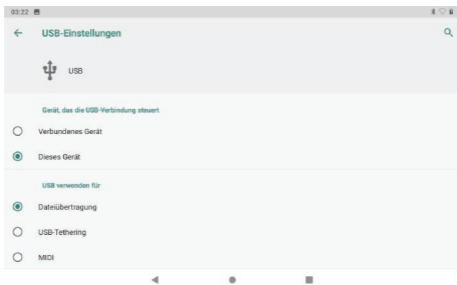 03:22
USB-Einstellungen
USB
Gerät, das die USB-Verbindung steuert
Verbundenes Gerät
Dieses Gerät
USB verwenden für
Dateiübertragung
USB-Tethering
MIDI